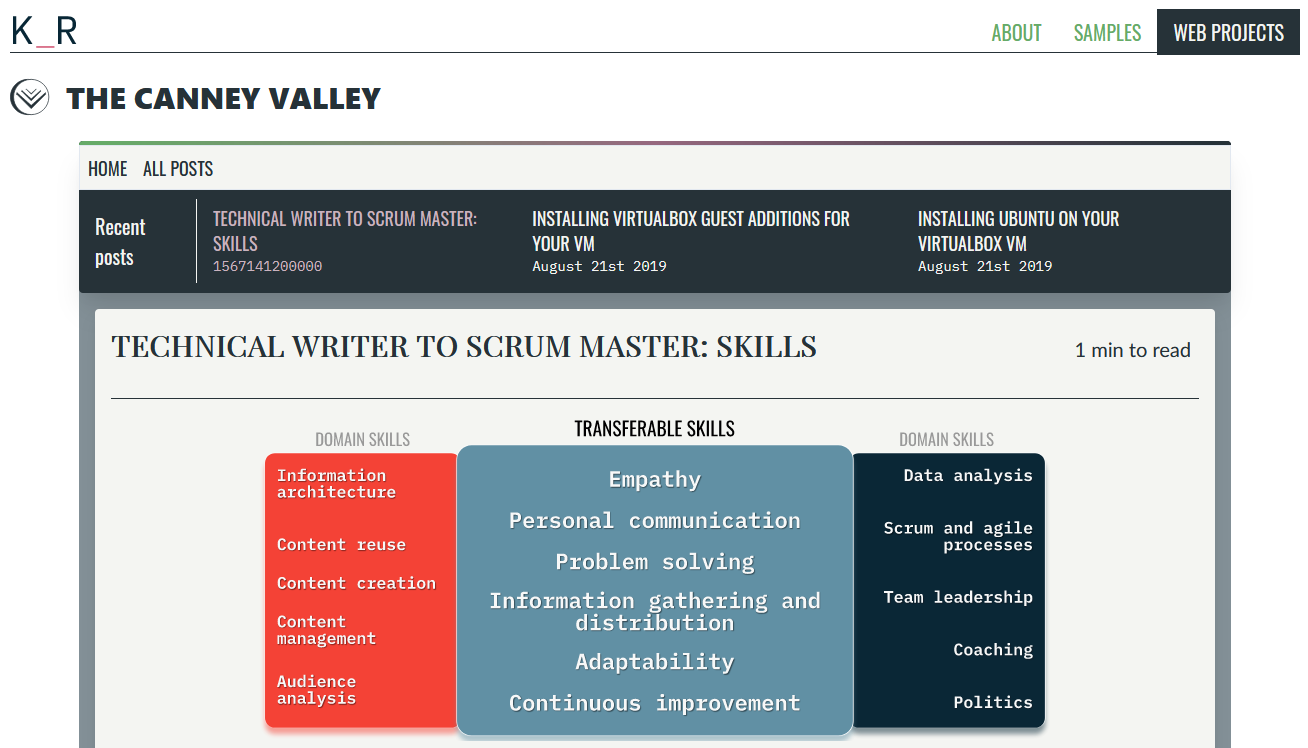 K_R
ABOUT
SAMPLES
WEB PROJECTS
THE CANNEY VALLEY
HOME
ALL POSTS
Recent
posts
TECHNICAL WRITER TO SCRUM MASTER:
SKILLS
1567141200000
INSTALLING VIRTUALBOX GUEST ADDITIONS FOR
YOUR VM
August 21st 2019
INSTALLING UBUNTU ON YOUR
VIRTUALBOX VM
August 21st 2019
TECHNICAL WRITER TO SCRUM MASTER: SKILLS
1 min to read
DOMAIN SKILLS
Information
architecture
Content reuse
Content creation
Content
management
Audience
analysis
TRANSFERABLE SKILLS
Empathy
Personal communication
Problem solving
Information gathering and
distribution
Adaptability
Continuous improvement
DOMAIN SKILLS
Data analysis
Scrum and agile
processes
Team leadership
Coaching
Politics